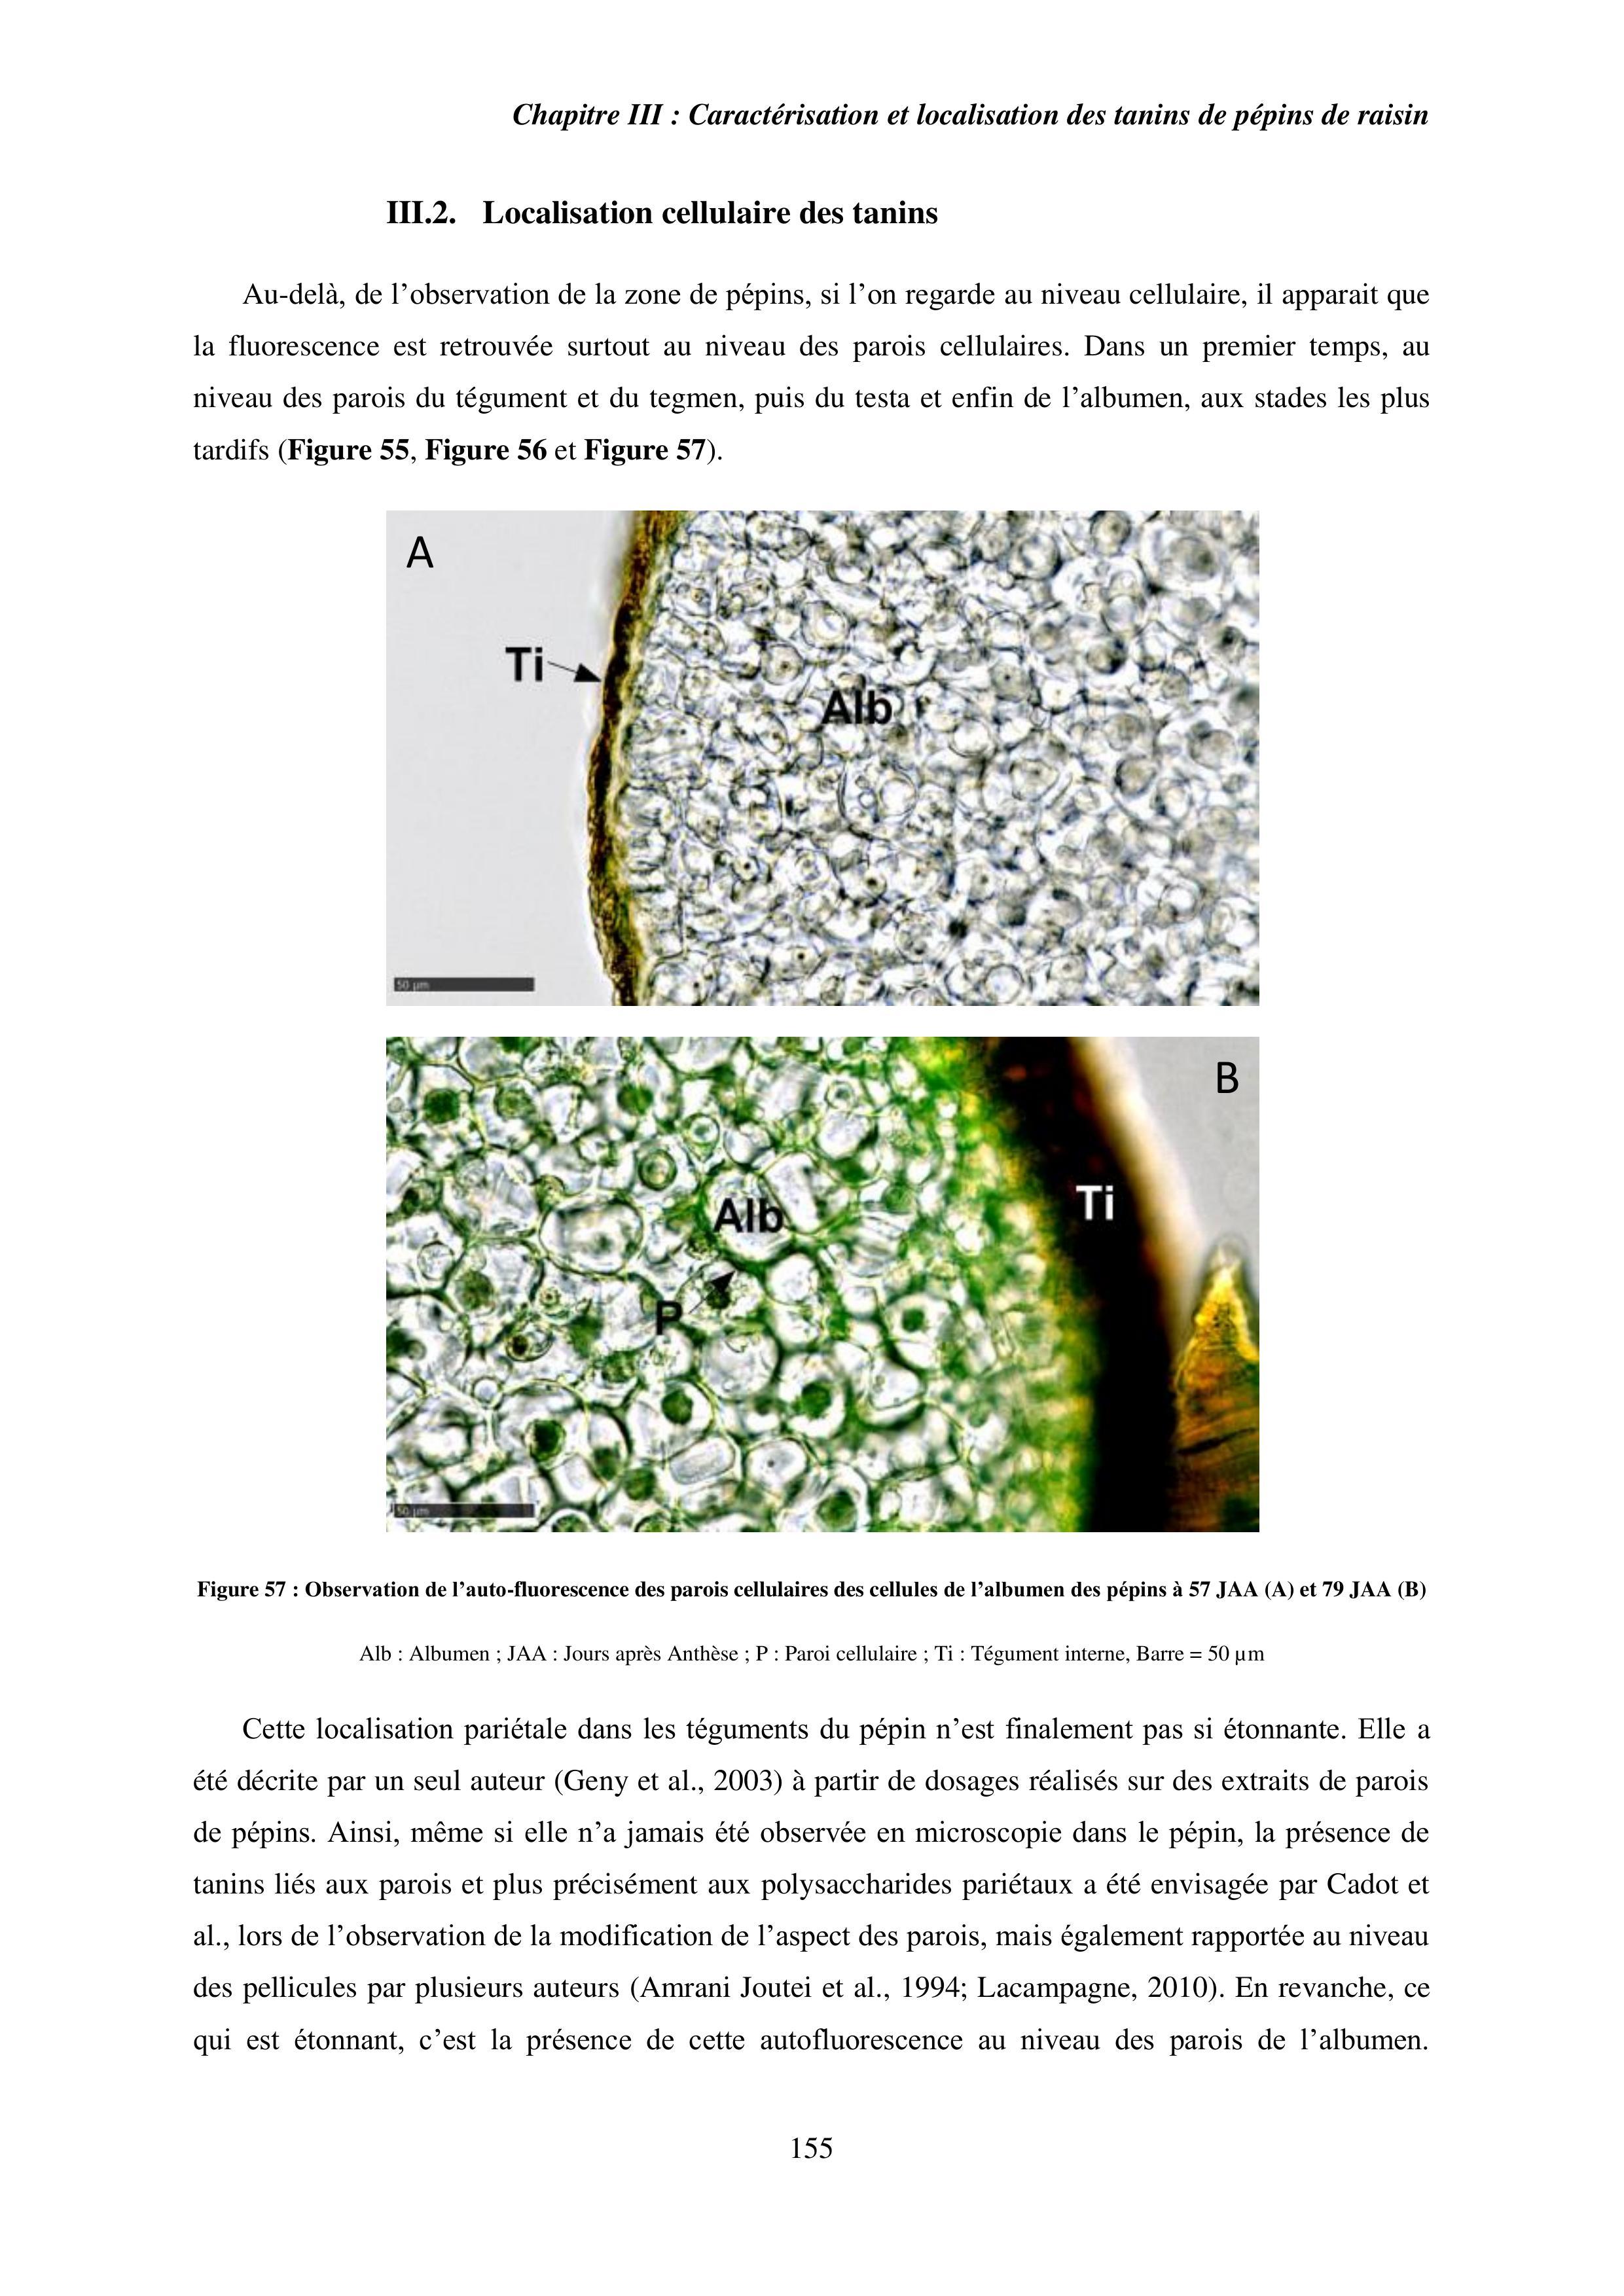 Chapitre III : Caractérisation et localisation des tanins de pépins de raisin
III.2. Localisation cellulaire des tanins
Au-delà, de l’observation de la zone de pépins, si l’on regarde au niveau cellulaire, il apparait que
la fluorescence est retrouvée surtout au niveau des parois cellulaires. Dans un premier temps, au
niveau des parois du tégument et du tegmen, puis du testa et enfin de l’albumen, aux stades les plus
tardifs (Figure 55, Figure 56 et Figure 57).
A
Ti
Alb
50 µm
B
Ti
Alb
P
50 µm
Figure 57 : Observation de l’auto-fluorescence des parois cellulaires des cellules de l’albumen des pépins à 57 JAA (A) et 79 JAA (B)
Alb : Albumen ; JAA : Jours après Anthèse ; P : Paroi cellulaire ; Ti : Tégument interne, Barre = 50 µm
Cette localisation pariétale dans les téguments du pépin n’est finalement pas si étonnante. Elle a
été décrite par un seul auteur (Geny et al., 2003) à partir de dosages réalisés sur des extraits de parois
de pépins. Ainsi, même si elle n’a jamais été observée en microscopie dans le pépin, la présence de
tanins liés aux parois et plus précisément aux polysaccharides pariétaux a été envisagée par Cadot et
al., lors de l’observation de la modification de l’aspect des parois, mais également rapportée au niveau
des pellicules par plusieurs auteurs (Amrani Joutei et al., 1994; Lacampagne, 2010). En revanche, ce
qui est étonnant, c’est la présence de cette autofluorescence au niveau des parois de l’albumen.
155